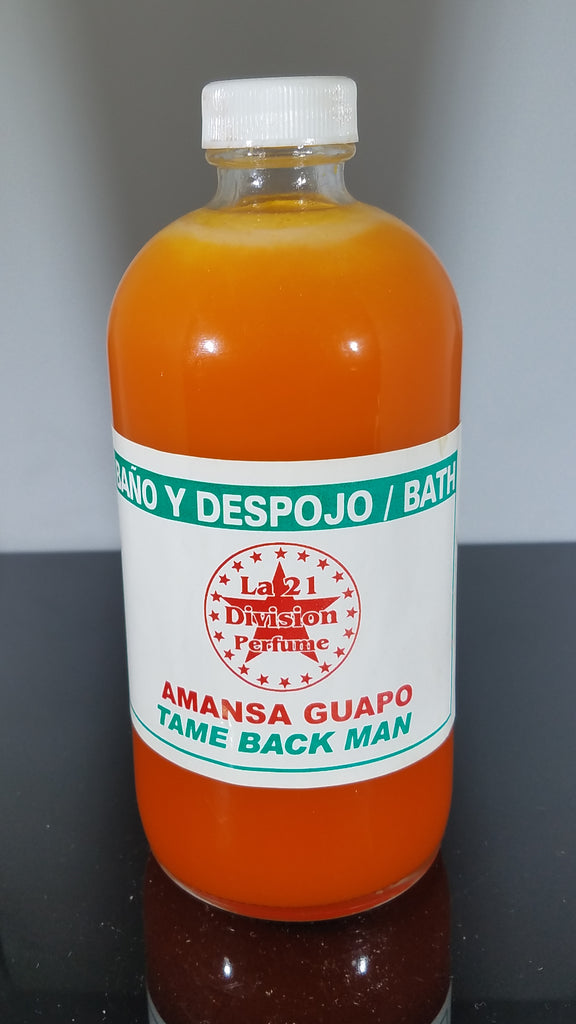 BAÑO Y DESPOJO / BATH
La 21
Division
Perfume
AMANSA GUAPO
TAME BACK MAN